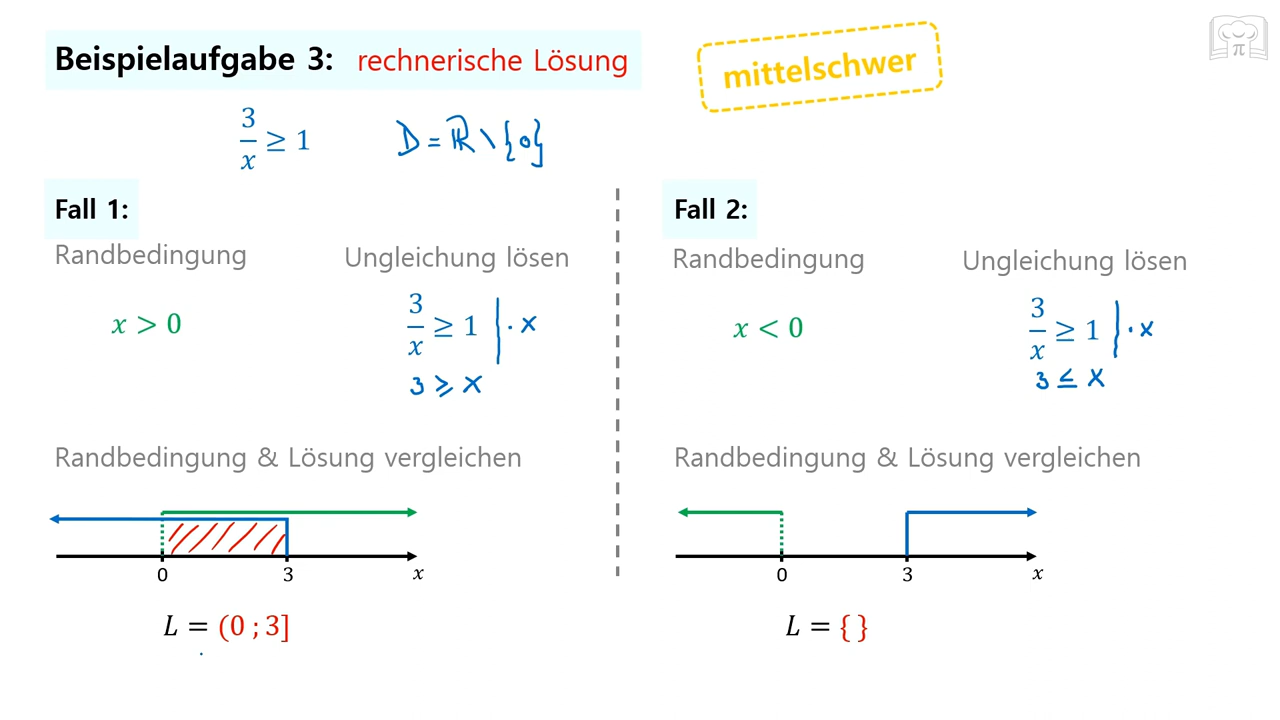 Beispielaufgabe 3: rechnerische Lösung
mittelschwer
π
3/x ≥ 1 D = ℝ \ {0}
Fall 1:
Randbedingung Ungleichung lösen
x > 0 3/x ≥ 1 | · x
3 ≥ x
Randbedingung & Lösung vergleichen
0 3 x
L = (0 ; 3]
Fall 2:
Randbedingung Ungleichung lösen
x < 0 3/x ≥ 1 | · x
3 ≤ x
Randbedingung & Lösung vergleichen
0 3 x
L = { }